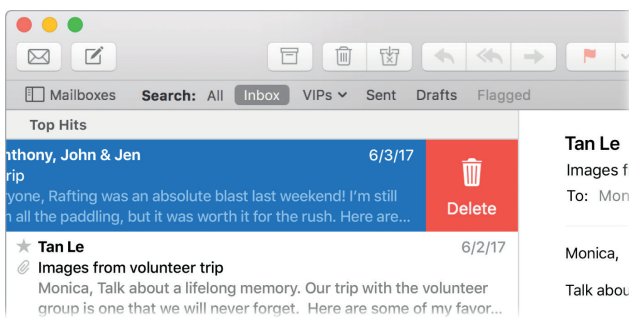 Mailboxes Search: All Inbox VIPs Sent Drafts Flagged
Top Hits
nthony, John & Jen 6/3/17
rip
ryone, Rafting was an absolute blast last weekend! I'm still
n all the paddling, but it was worth it for the rush. Here are...
Delete
Tan Le 6/2/17
Images from volunteer trip
Monica, Talk about a lifelong memory. Our trip with the volunteer
group is one that we will never forget. Here are some of my favor...
Tan Le
Images f
To: Mon
Monica,
Talk abou